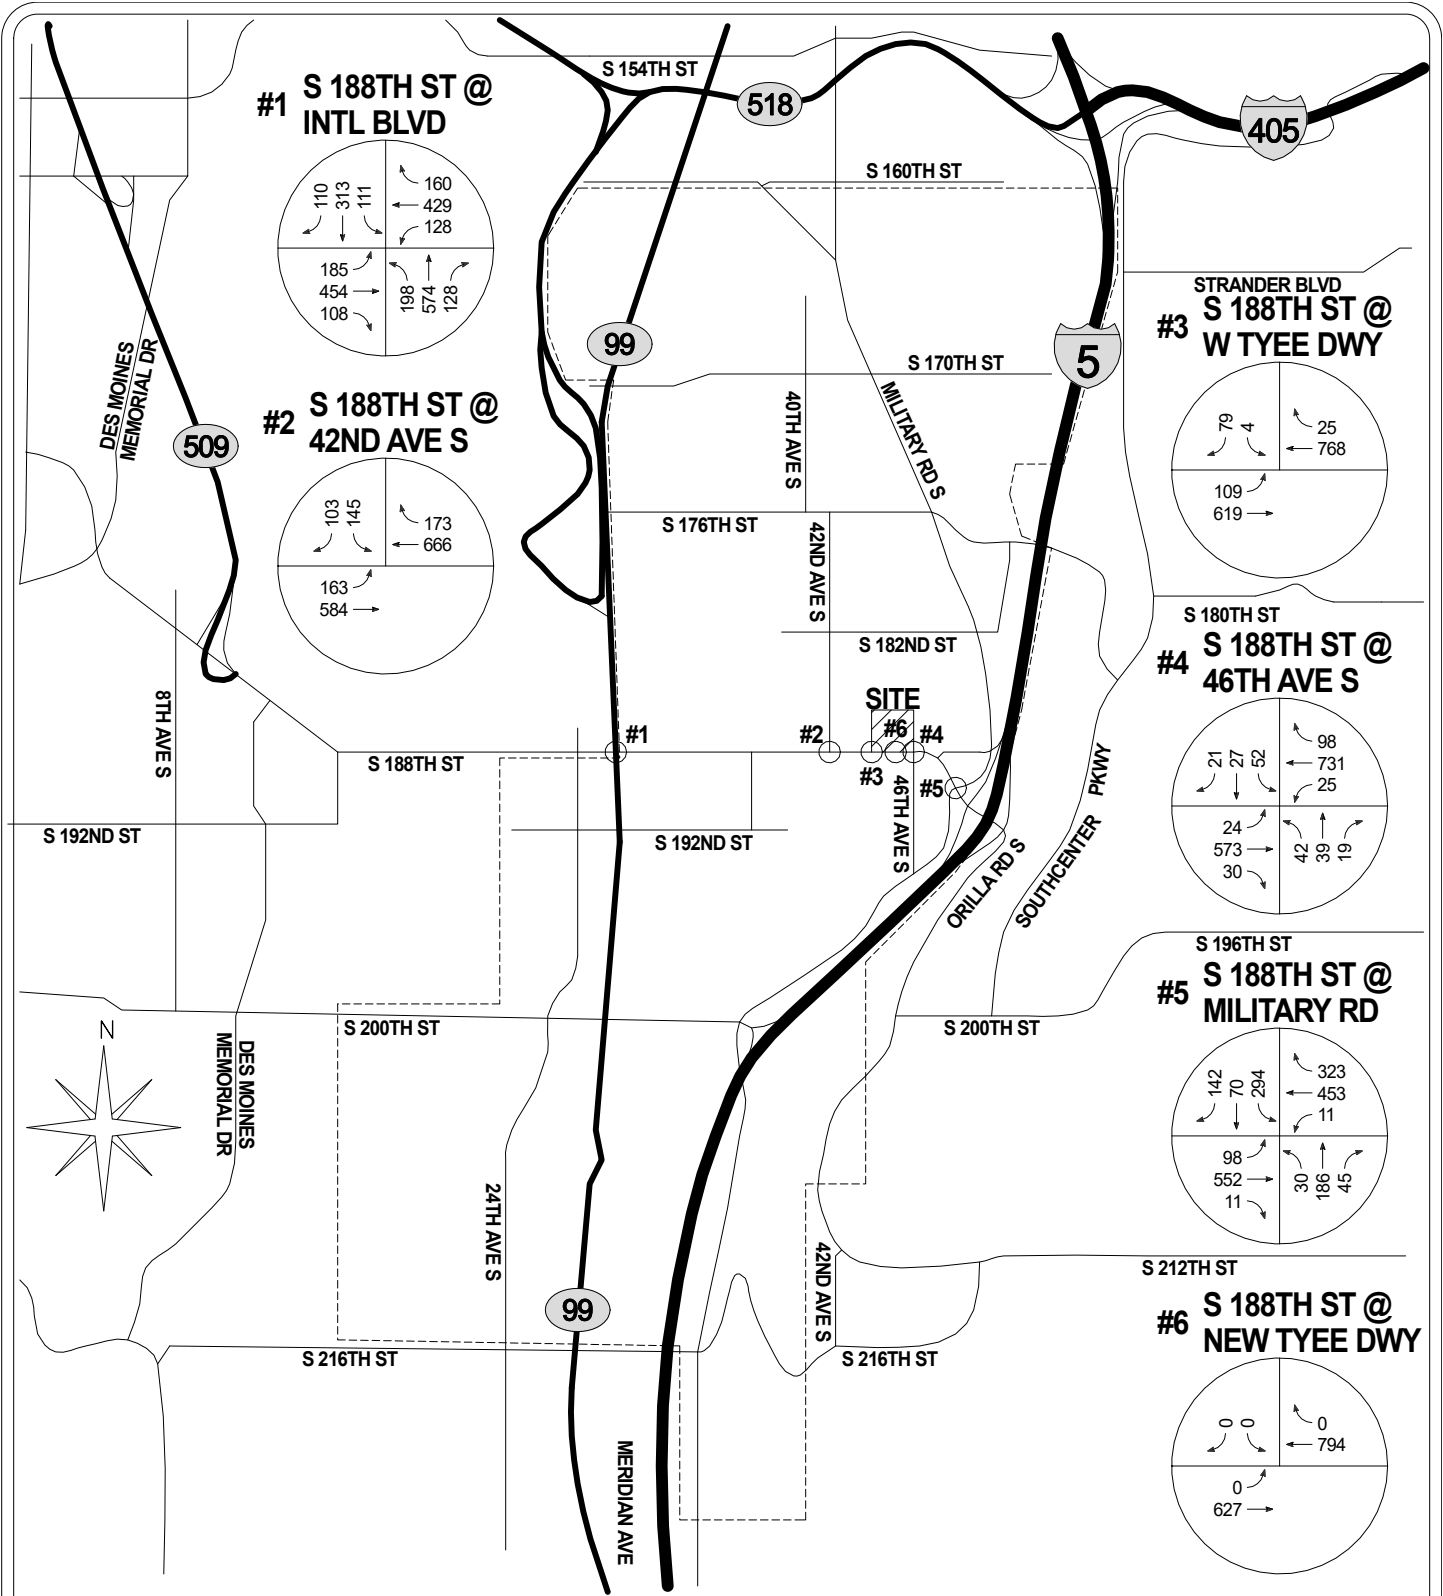 S 154TH ST
518
405
#1
S 188TH ST @
INTL BLVD
110
313
111
160
429
128
185
454
108
198
574
128
S 160TH ST
STRANDER BLVD
#3
S 188TH ST @
W TYEE DWY
79
4
25
768
109
619
99
5
S 170TH ST
DES MOINES
MEMORIAL DR
509
#2
S 188TH ST @
42ND AVE S
103
145
173
666
163
584
40TH AVE S
MILITARY RD S
S 176TH ST
42ND AVE S
S 182ND ST
S 180TH ST
#4
S 188TH ST @
46TH AVE S
21
27
52
98
731
25
24
573
30
42
39
19
8TH AVE S
SITE
#1
#2
#6
#4
#3
#5
S 188TH ST
46TH AVE S
S 192ND ST
S 192ND ST
ORILLA RD S
SOUTHCENTER PKWY
S 196TH ST
#5
S 188TH ST @
MILITARY RD
142
70
294
323
453
11
98
552
11
30
186
45
N
S 200TH ST
S 200TH ST
DES MOINES
MEMORIAL DR
24TH AVE S
42ND AVE S
S 212TH ST
99
S 216TH ST
S 216TH ST
MERIDIAN AVE
#6
S 188TH ST @
NEW TYEE DWY
0
0
0
794
0
627